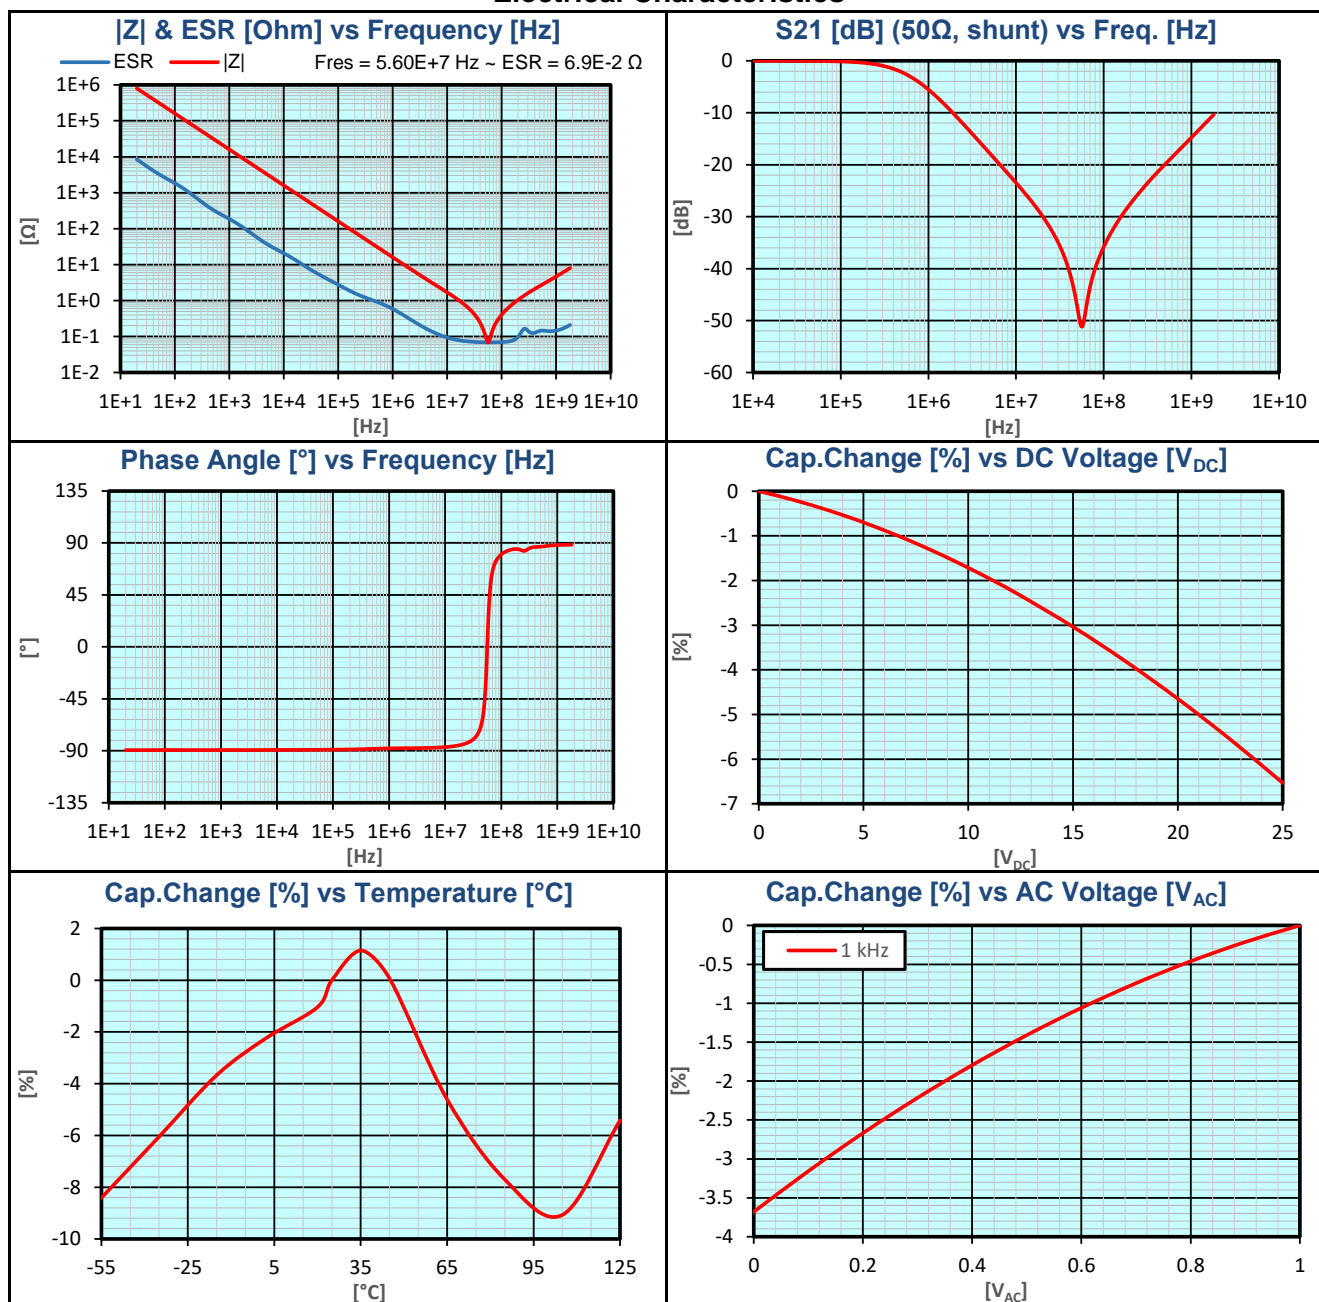 |Z| & ESR [Ohm] vs Frequency [Hz]
ESR |Z| Fres = 5.60E+7 Hz ~ ESR = 6.9E-2 Ω
1E+6
1E+5
1E+4
1E+3
1E+2
1E+1
1E+0
1E-1
1E-2
[Ω]
1E+1 1E+2 1E+3 1E+4 1E+5 1E+6 1E+7 1E+8 1E+9 1E+10
[Hz]
S21 [dB] (50Ω, shunt) vs Freq. [Hz]
0
-10
-20
-30
-40
-50
-60
[dB]
1E+4 1E+5 1E+6 1E+7 1E+8 1E+9 1E+10
[Hz]
Phase Angle [°] vs Frequency [Hz]
135
90
45
0
-45
-90
-135
[°]
1E+1 1E+2 1E+3 1E+4 1E+5 1E+6 1E+7 1E+8 1E+9 1E+10
[Hz]
Cap.Change [%] vs DC Voltage [VDC]
0
-1
-2
-3
-4
-5
-6
-7
[%]
0 5 10 15 20 25
[VDC]
Cap.Change [%] vs Temperature [°C]
2
0
-2
-4
-6
-8
-10
[%]
-55 -25 5 35 65 95 125
[°C]
Cap.Change [%] vs AC Voltage [VAC]
1 kHz
0
-0.5
-1
-1.5
-2
-2.5
-3
-3.5
-4
[%]
0 0.2 0.4 0.6 0.8 1
[VAC]